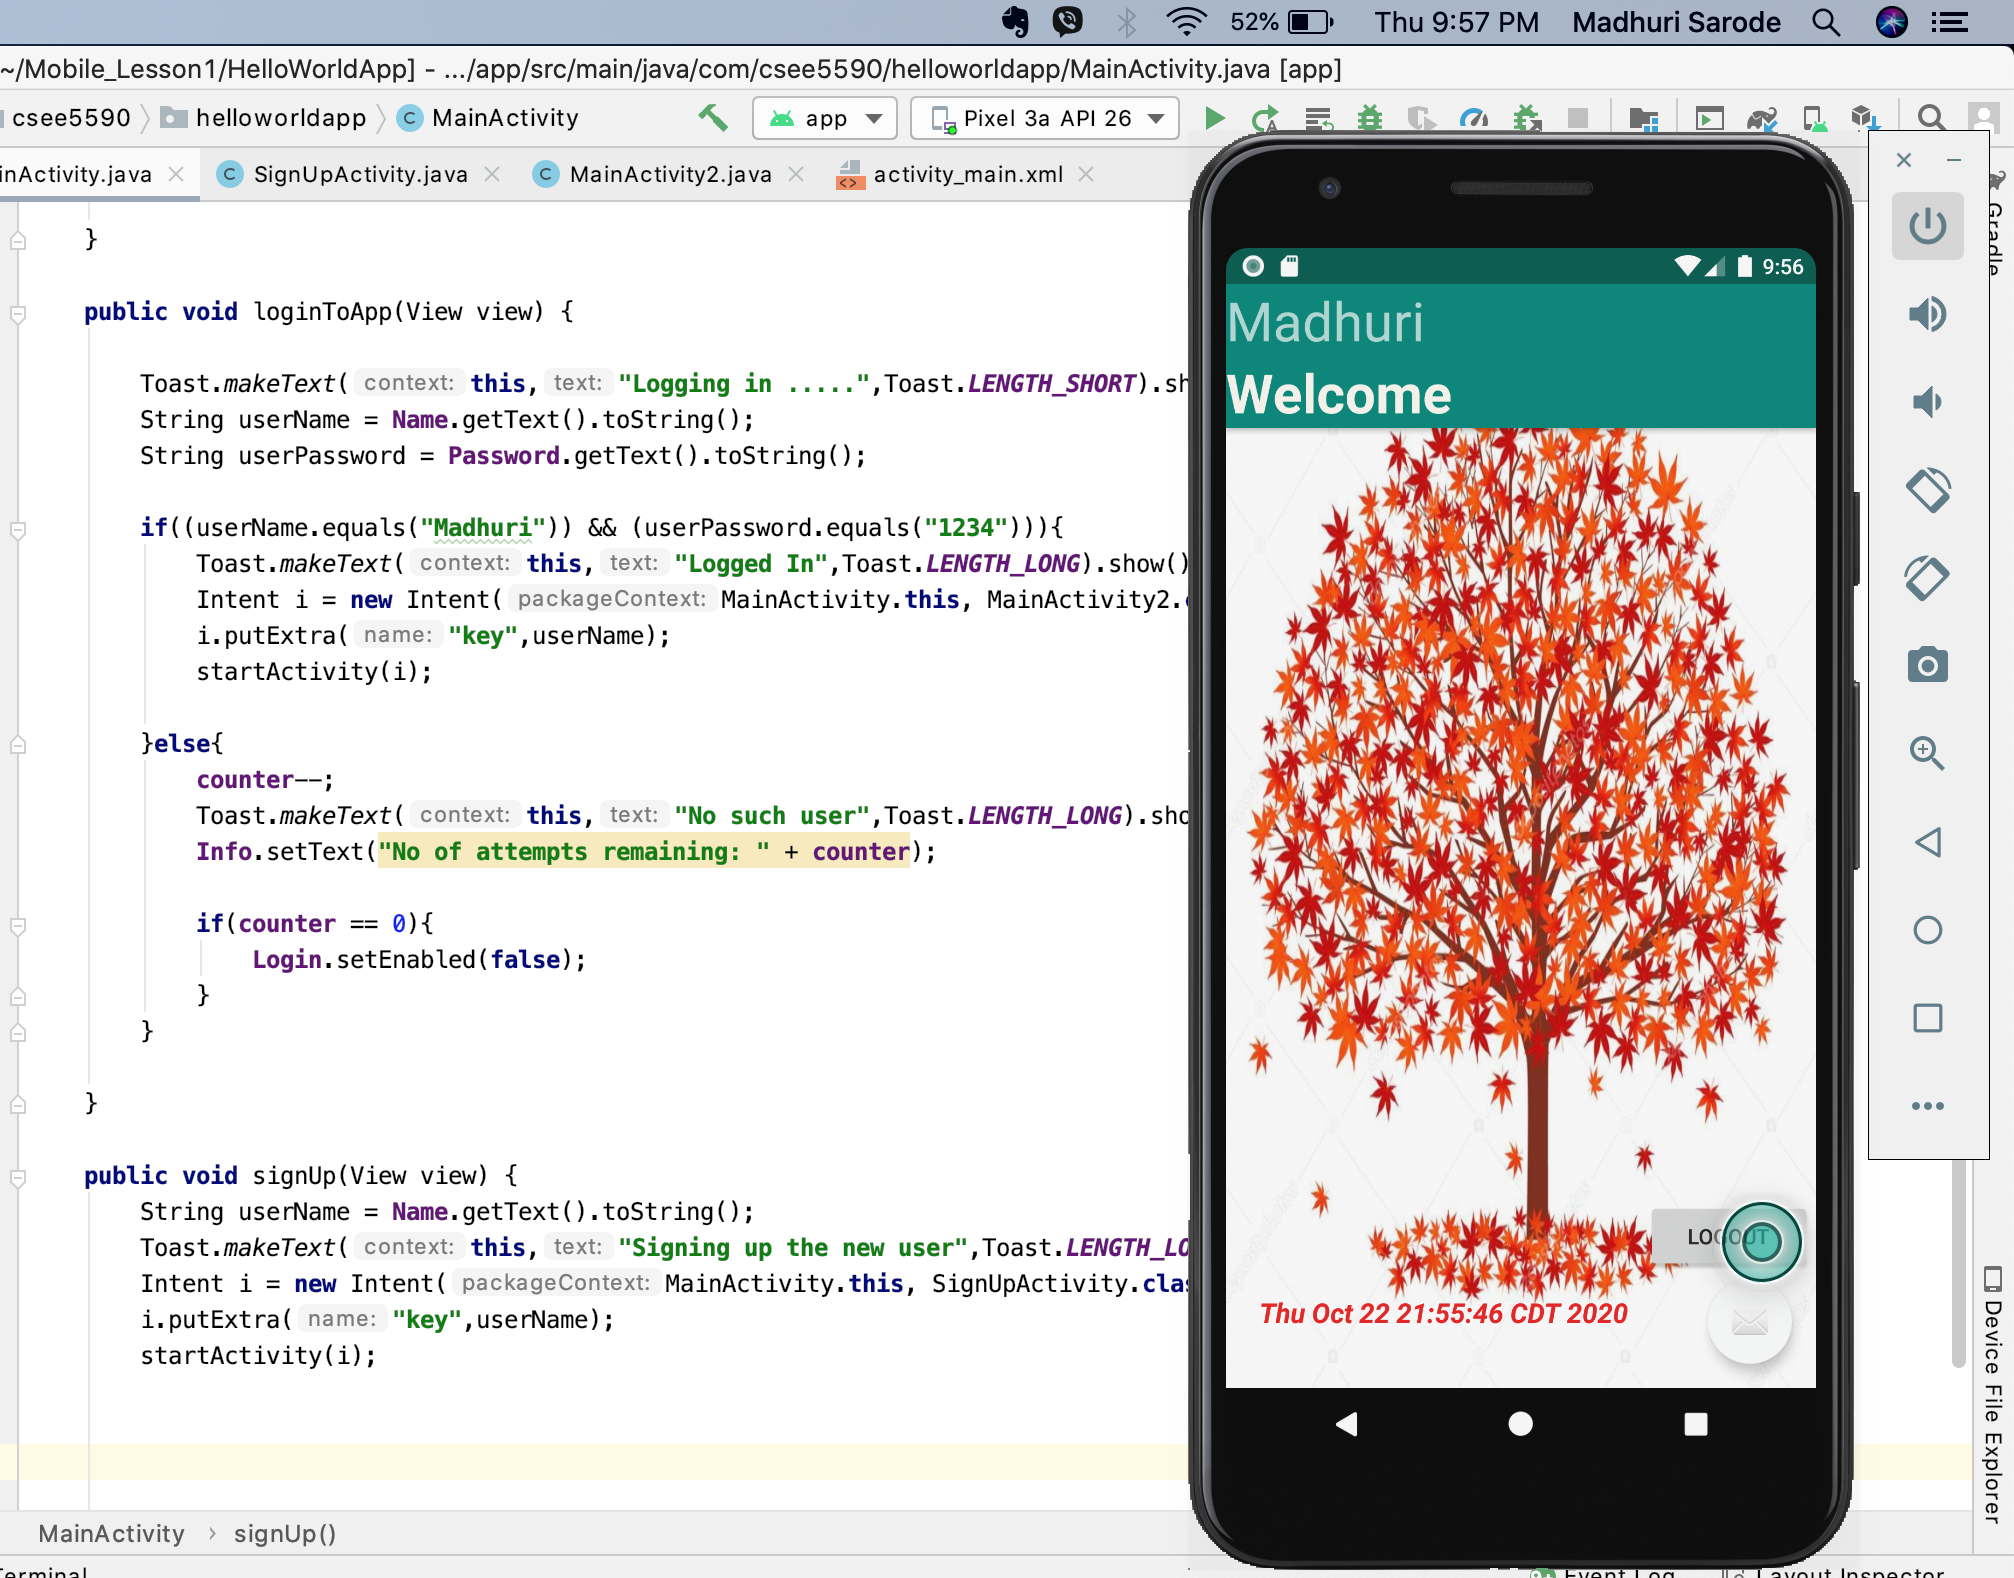 52% Thu 9:57 PM Madhuri Sarode
~/Mobile_Lesson1/HelloWorldApp] - .../app/src/main/java/com/csee5590/helloworldapp/MainActivity.java [app]
csee5590 helloworldapp C MainActivity app Pixel 3a API 26
inActivity.java C SignUpActivity.java C MainActivity2.java activity_main.xml
}
public void loginToApp(View view) {
Toast.makeText( context: this, text: "Logging in .....",Toast.LENGTH_SHORT).sh
String userName = Name.getText().toString();
String userPassword = Password.getText().toString();
if((userName.equals("Madhuri")) && (userPassword.equals("1234"))){
Toast.makeText( context: this, text: "Logged In",Toast.LENGTH_LONG).show()
Intent i = new Intent( packageContext: MainActivity.this, MainActivity2.
i.putExtra( name: "key",userName);
startActivity(i);
}else{
counter--;
Toast.makeText( context: this, text: "No such user",Toast.LENGTH_LONG).sho
Info.setText("No of attempts remaining: " + counter);
if(counter == 0){
Login.setEnabled(false);
}
}
}
public void signUp(View view) {
String userName = Name.getText().toString();
Toast.makeText( context: this, text: "Signing up the new user",Toast.LENGTH_LO
Intent i = new Intent( packageContext: MainActivity.this, SignUpActivity.clas
i.putExtra( name: "key",userName);
startActivity(i);
MainActivity › signUp()
Terminal
9:56
Madhuri
Welcome
LOGOUT
Thu Oct 22 21:55:46 CDT 2020
Gradle
Device File Explorer
Event Log Layout Inspector